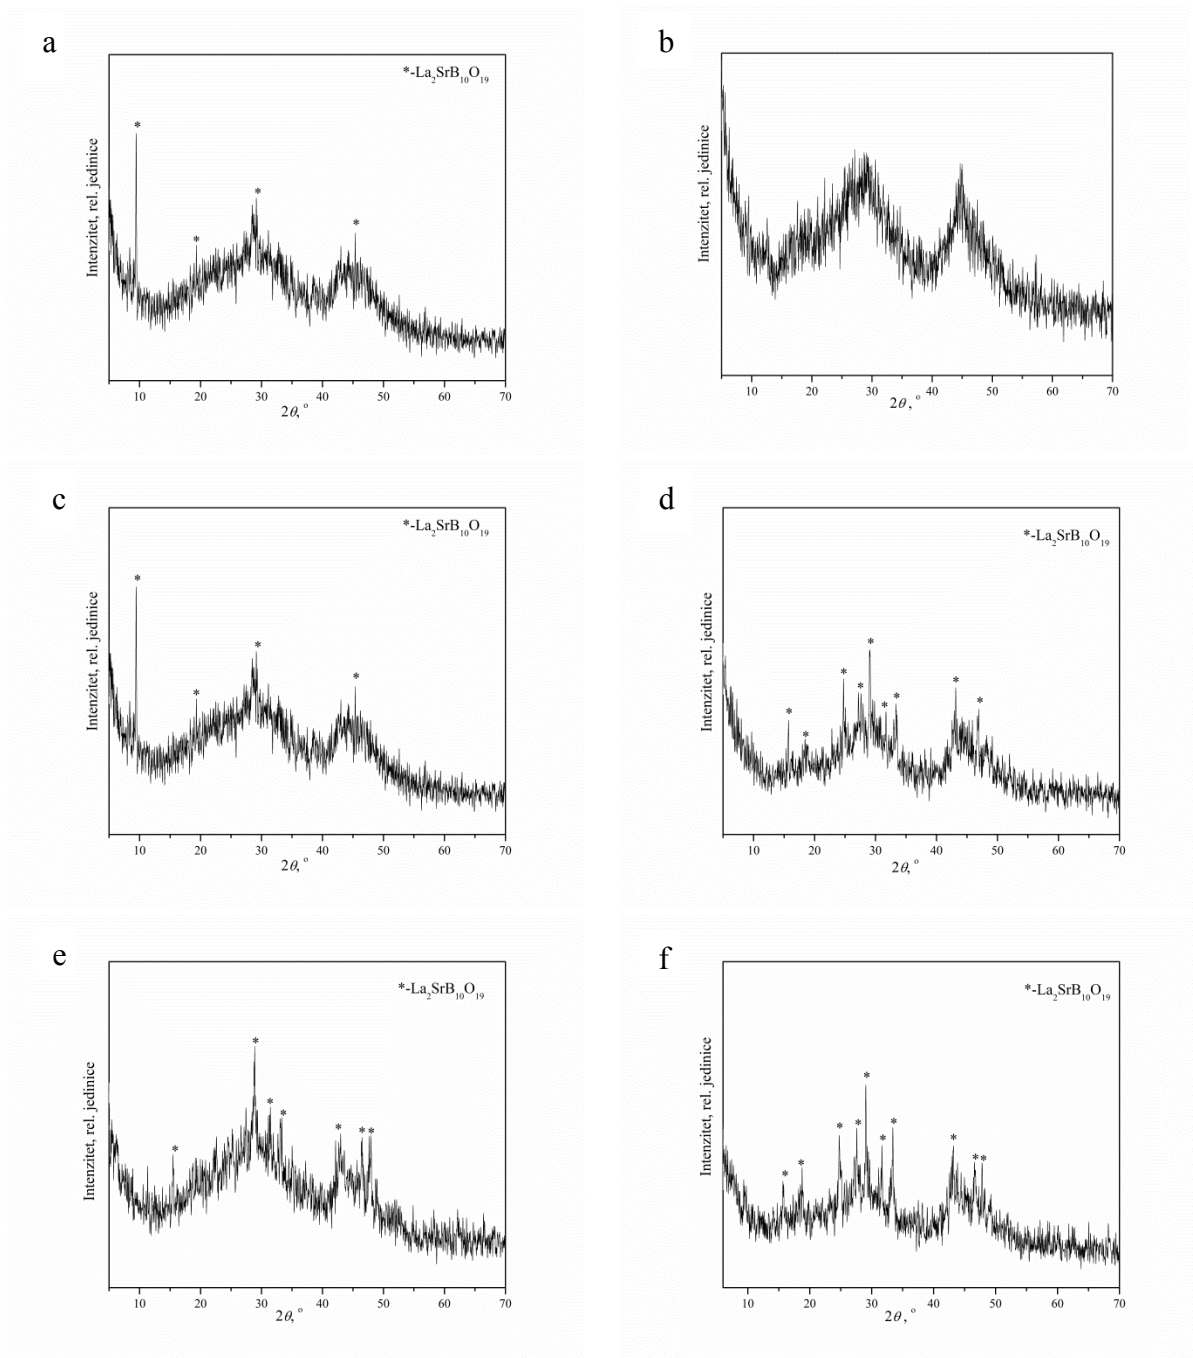 a
*-La₂SrB₁₀O₁₉
*
*
*
*
Intenzitet, rel. jedinice
10 20 30 40 50 60 70
2θ, °
b
Intenzitet, rel. jedinice
10 20 30 40 50 60 70
2θ, °
c
*-La₂SrB₁₀O₁₉
*
*
*
*
Intenzitet, rel. jedinice
10 20 30 40 50 60 70
2θ, °
d
*-La₂SrB₁₀O₁₉
*
*
*
*
*
*
*
*
*
Intenzitet, rel. jedinice
10 20 30 40 50 60 70
2θ, °
e
*-La₂SrB₁₀O₁₉
*
*
*
*
*
*
*
Intenzitet, rel. jedinice
10 20 30 40 50 60 70
2θ, °
f
*-La₂SrB₁₀O₁₉
*
*
*
*
*
*
*
*
*
*
Intenzitet, rel. jedinice
10 20 30 40 50 60 70
2θ, °